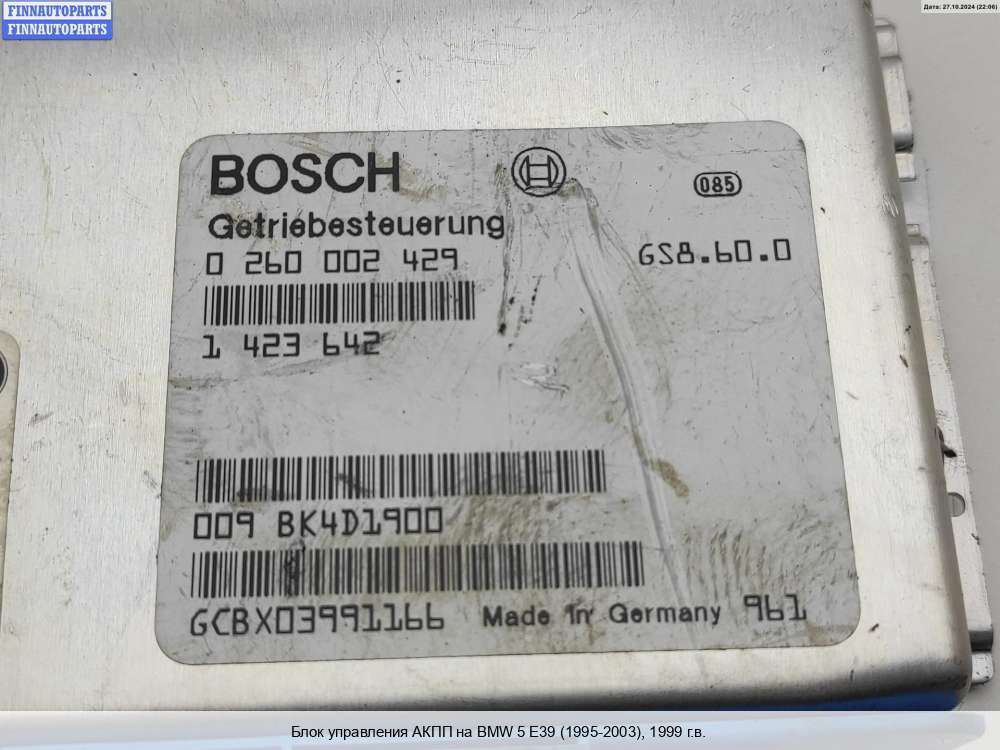 FINNAUTOPARTS
FINNAUTOPARTS
Дата: 27.10.2024 (22:06)
BOSCH
085
Getriebesteuerung
0 260 002 429
GS8.60.0
1 423 642
009 BK4D1900
GCBX03991166 Made in Germany 961
Блок управления АКПП на BMW 5 E39 (1995-2003), 1999 г.в.